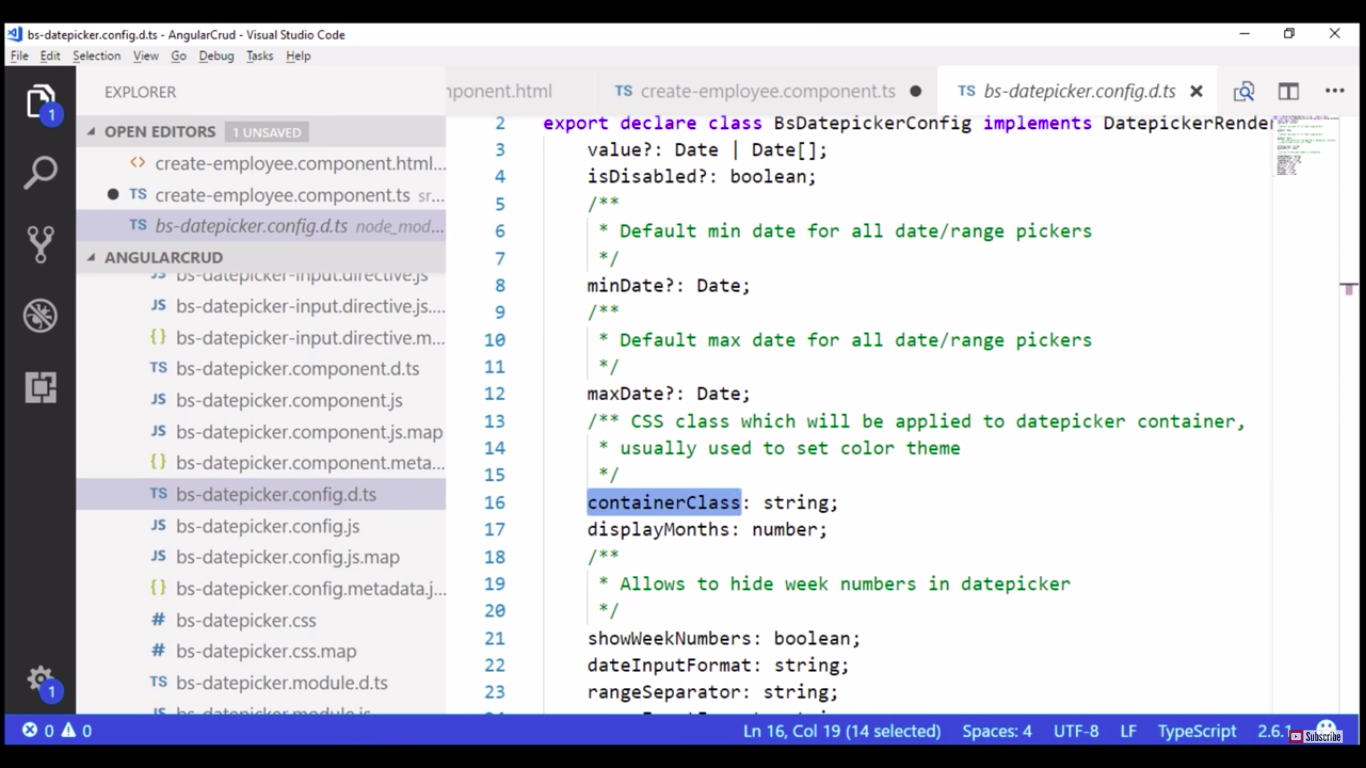 bs-datepicker.config.d.ts - AngularCrud - Visual Studio Code
File Edit Selection View Go Debug Tasks Help
EXPLORER
OPEN EDITORS 1 UNSAVED
create-employee.component.html...
TS create-employee.component.ts sr...
TS bs-datepicker.config.d.ts node_mod...
ANGULARCRUD
JS bs-datepicker-input.directive.js
JS bs-datepicker-input.directive.js....
{} bs-datepicker-input.directive.m...
TS bs-datepicker.component.d.ts
JS bs-datepicker.component.js
JS bs-datepicker.component.js.map
{} bs-datepicker.component.meta...
TS bs-datepicker.config.d.ts
JS bs-datepicker.config.js
JS bs-datepicker.config.js.map
{} bs-datepicker.config.metadata.j...
# bs-datepicker.css
# bs-datepicker.css.map
TS bs-datepicker.module.d.ts
bs-datepicker.module.js
1
1
nponent.html TS create-employee.component.ts TS bs-datepicker.config.d.ts
2 export declare class BsDatepickerConfig implements DatepickerRender
3 value?: Date | Date[];
4 isDisabled?: boolean;
5 /**
6 * Default min date for all date/range pickers
7 */
8 minDate?: Date;
9 /**
10 * Default max date for all date/range pickers
11 */
12 maxDate?: Date;
13 /** CSS class which will be applied to datepicker container,
14 * usually used to set color theme
15 */
16 containerClass: string;
17 displayMonths: number;
18 /**
19 * Allows to hide week numbers in datepicker
20 */
21 showWeekNumbers: boolean;
22 dateInputFormat: string;
23 rangeSeparator: string;
0 0 Ln 16, Col 19 (14 selected) Spaces: 4 UTF-8 LF TypeScript 2.6.1
Subscribe